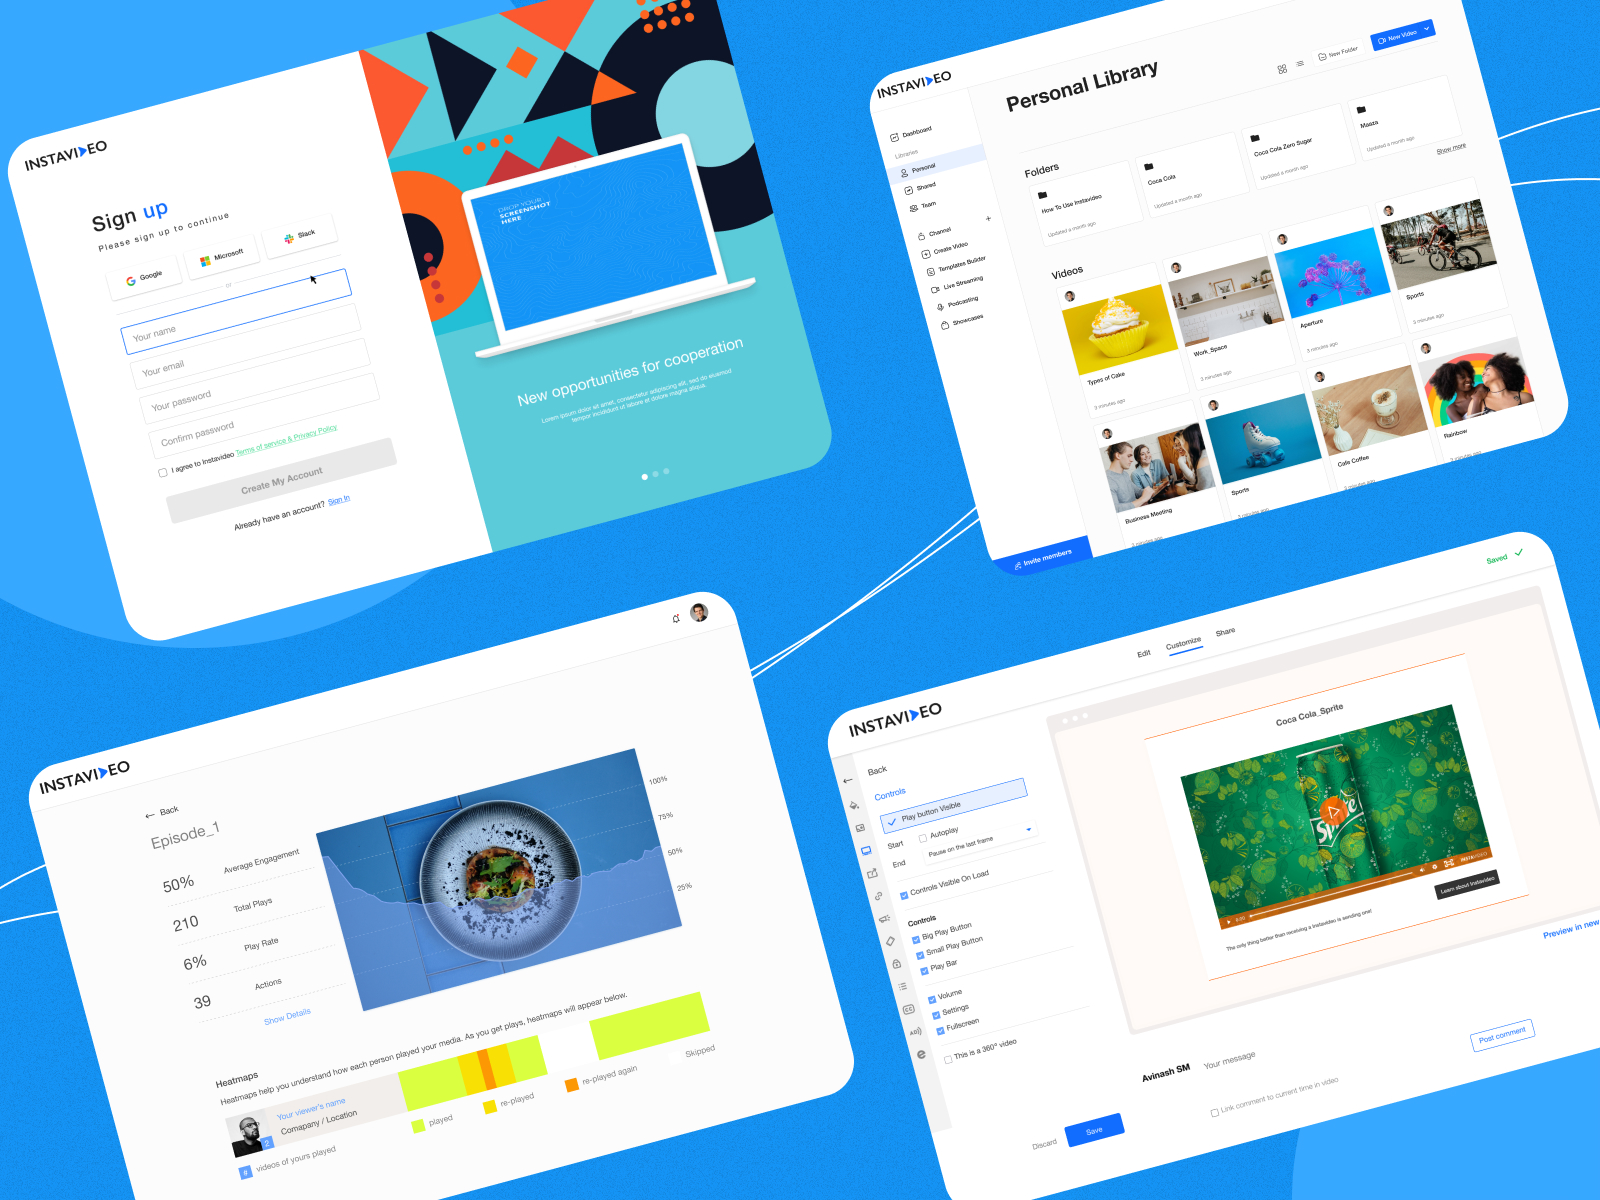 INSTAVIDEO
Sign up
Please sign up to continue
Google
Microsoft
Slack
or
Your name
Your email
Your password
Confirm password
I agree to Instavideo Terms of service & Privacy Policy
Create My Account
Already have an account? Sign In
DROP YOUR
SCREENSHOT
HERE
New opportunities for cooperation
Lorem ipsum dolor sit amet, consectetur adipiscing elit, sed do eiusmod
tempor incididunt ut labore et dolore magna aliqua.
INSTAVIDEO
Dashboard
Libraries
Personal
Shared
Team
Channel
Create Video
Templates Builder
Live Streaming
Podcasting
Showcases
Invite members
Personal Library
New Folder
New Video
Folders
How To Use Instavideo
Updated a month ago
Coca Cola
Updated a month ago
Coca Cola Zero Sugar
Updated a month ago
Maaza
Updated a month ago
Show more
Videos
Types of Cake
3 minutes ago
Work_Space
3 minutes ago
Aperture
3 minutes ago
Sports
3 minutes ago
Business Meeting
3 minutes ago
Sports
3 minutes ago
Cafe Coffee
3 minutes ago
Rainbow
3 minutes ago
INSTAVIDEO
Back
Episode_1
50% Average Engagement
210 Total Plays
6% Play Rate
39 Actions
Show Details
100%
75%
50%
25%
Heatmaps
Heatmaps help you understand how each person played your media. As you get plays, heatmaps will appear below.
Your viewer's name
Comapany / Location
2
# videos of yours played
played
re-played
re-played again
Skipped
INSTAVIDEO
Edit
Customize
Share
Saved
Back
Controls
Play button Visible
Start
Autoplay
End
Pause on the last frame
Controls Visible On Load
Controls
Big Play Button
Small Play Button
Play Bar
Volume
Settings
Fullscreen
This is a 360° video
CC
AD
Discard
Save
Coca Cola_Sprite
Sprite
0:00
INSTAVIDEO
The only thing better than receiving a Instavideo is sending one!
Learn about Instavideo
Preview in new
Avinash SM
Your message
Post comment
Link comment to current time in video